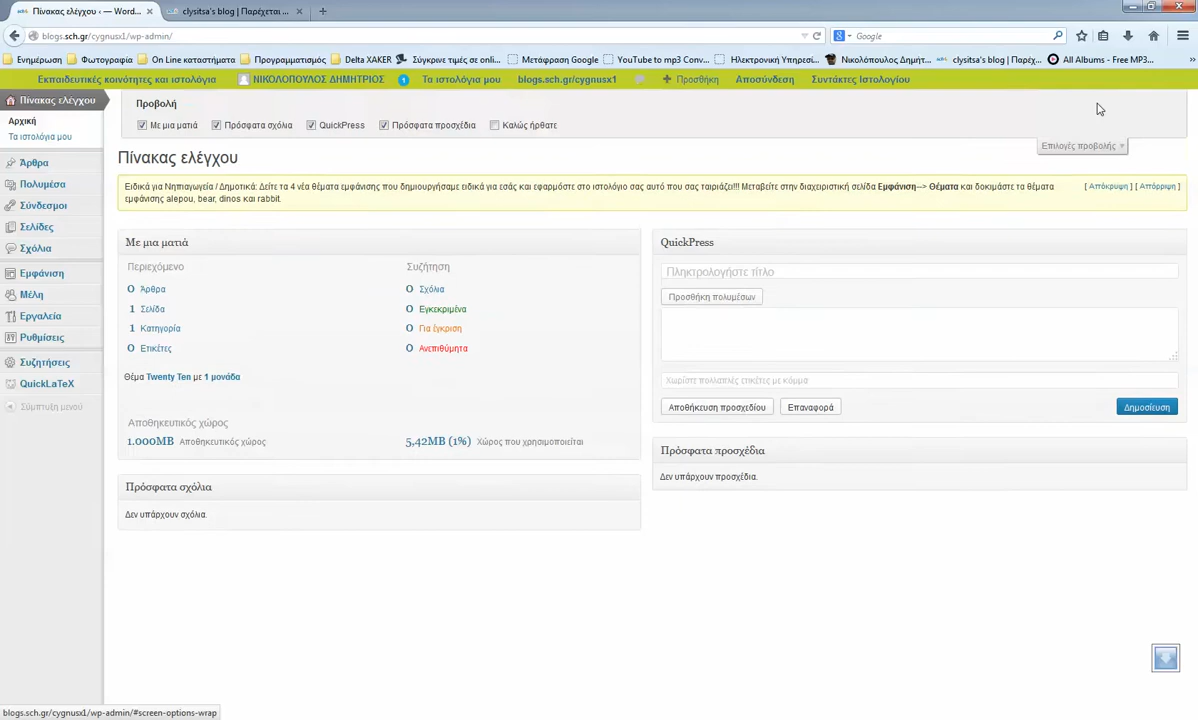 Πίνακας ελέγχου ‹ — Word...
clysitsa's blog | Παρέχεται ...
blogs.sch.gr/cygnusx1/wp-admin/
Google
Ενημέρωση
Φωτογραφία
On Line καταστήματα
Προγραμματισμός
Delta XAKER
Σύγκρινε τιμές σε onl...
Μετάφραση Google
YouTube to mp3 Conv...
Ηλεκτρονική Υπηρεσί...
Νικολόπουλος Δημήτ...
clysitsa's blog | Παρέχ...
All Albums - Free MP3...
Εκπαιδευτικές κοινότητες και ιστολόγια
ΝΙΚΟΛΟΠΟΥΛΟΣ ΔΗΜΗΤΡΙΟΣ
1
Τα ιστολόγια μου
blogs.sch.gr/cygnusx1
Προσθήκη
Αποσύνδεση
Συντάκτες Ιστολογίου
Πίνακας ελέγχου
Αρχική
Τα ιστολόγια μου
Άρθρα
Πολυμέσα
Σύνδεσμοι
Σελίδες
Σχόλια
Εμφάνιση
Μέλη
Εργαλεία
Ρυθμίσεις
Συζητήσεις
QuickLaTeX
Σύμπτυξη μενού
Προβολή
Με μια ματιά
Πρόσφατα σχόλια
QuickPress
Πρόσφατα προσχέδια
Καλώς ήρθατε
Επιλογές προβολής
Πίνακας ελέγχου
Ειδικά για Νηπιαγωγεία / Δημοτικά: Δείτε τα 4 νέα θέματα εμφάνισης που δημιουργήσαμε ειδικά για εσάς και εφαρμόστε στο ιστολόγιο σας αυτό που σας ταιριάζει!!! Μεταβείτε στην διαχειριστική σελίδα Εμφάνιση--> Θέματα και δοκιμάστε τα θέματα
εμφάνισης alepou, bear, dinos και rabbit.
[ Απόκρυψη ] [ Απόρριψη ]
Με μια ματιά
Περιεχόμενο
Συζήτηση
0 Άρθρα
0 Σχόλια
1 Σελίδα
0 Εγκεκριμένα
1 Κατηγορία
0 Για έγκριση
0 Ετικέτες
0 Ανεπιθύμητα
Θέμα Twenty Ten με 1 μονάδα
Αποθηκευτικός χώρος
1.000MB Αποθηκευτικός χώρος
5,42MB (1%) Χώρος που χρησιμοποιείται
Πρόσφατα σχόλια
Δεν υπάρχουν σχόλια.
QuickPress
Πληκτρολογήστε τίτλο
Προσθήκη πολυμέσων
Χωρίστε πολλαπλές ετικέτες με κόμμα
Αποθήκευση προσχεδίου
Επαναφορά
Δημοσίευση
Πρόσφατα προσχέδια
Δεν υπάρχουν προσχέδια.
blogs.sch.gr/cygnusx1/wp-admin/#screen-options-wrap